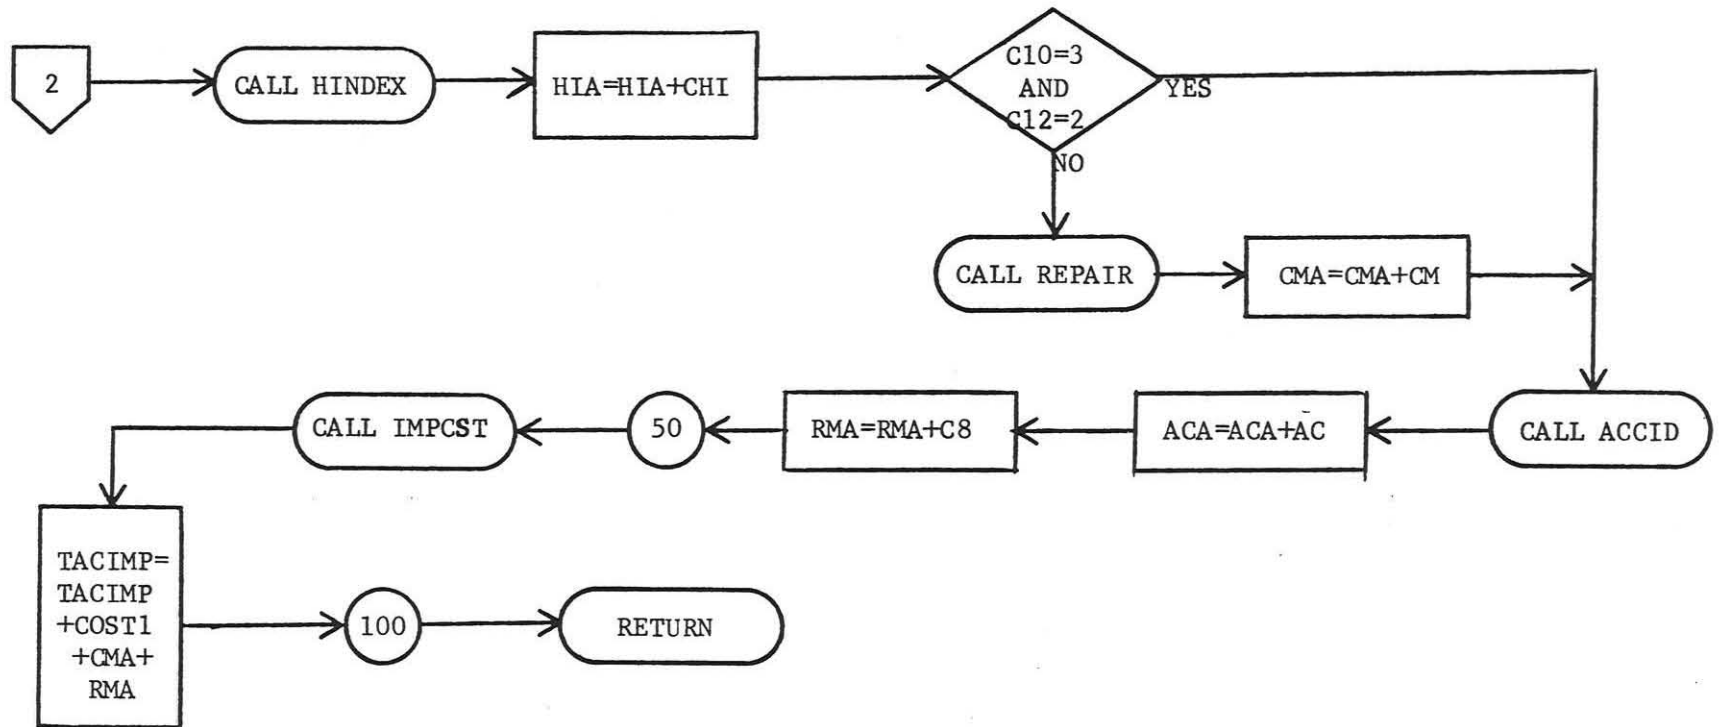 2
CALL HINDEX
HIA=HIA+CHI
C10=3
AND
C12=2
YES
NO
CALL REPAIR
CMA=CMA+CM
CALL ACCID
ACA=ACA+AC
RMA=RMA+C8
50
CALL IMPCST
TACIMP=
TACIMP
+COST1
+CMA+
RMA
100
RETURN